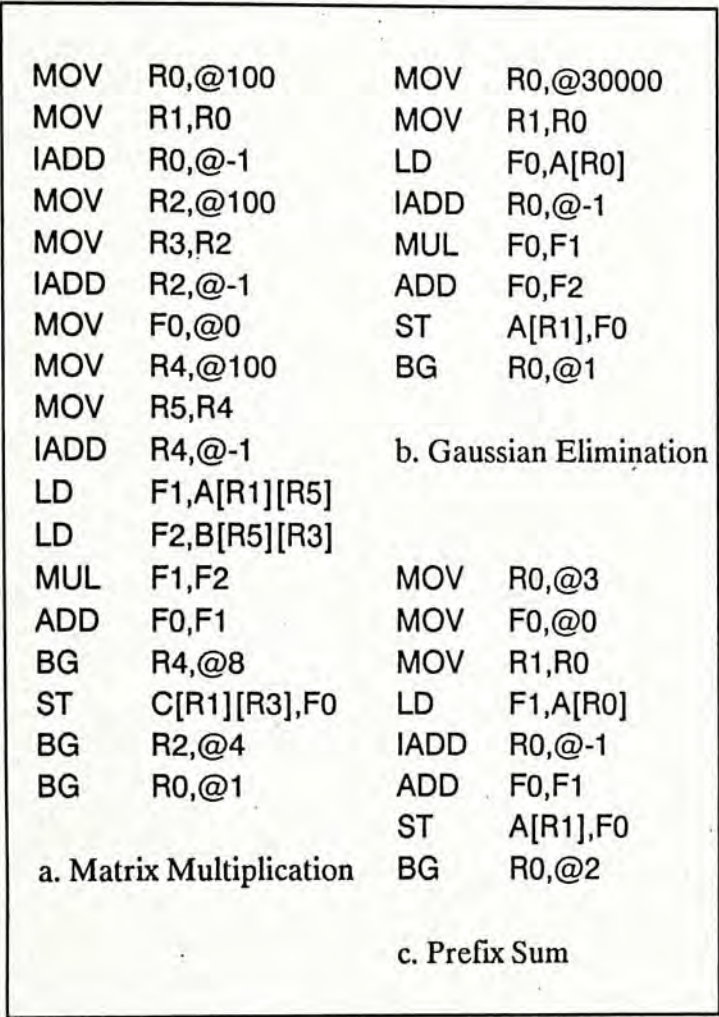 MOV R0,@100
MOV R1,R0
IADD R0,@-1
MOV R2,@100
MOV R3,R2
IADD R2,@-1
MOV F0,@0
MOV R4,@100
MOV R5,R4
IADD R4,@-1
LD F1,A[R1][R5]
LD F2,B[R5][R3]
MUL F1,F2
ADD F0,F1
BG R4,@8
ST C[R1][R3],F0
BG R2,@4
BG R0,@1
a. Matrix Multiplication
MOV R0,@30000
MOV R1,R0
LD F0,A[R0]
IADD R0,@-1
MUL F0,F1
ADD F0,F2
ST A[R1],F0
BG R0,@1
b. Gaussian Elimination
MOV R0,@3
MOV F0,@0
MOV R1,R0
LD F1,A[R0]
IADD R0,@-1
ADD F0,F1
ST A[R1],F0
BG R0,@2
c. Prefix Sum